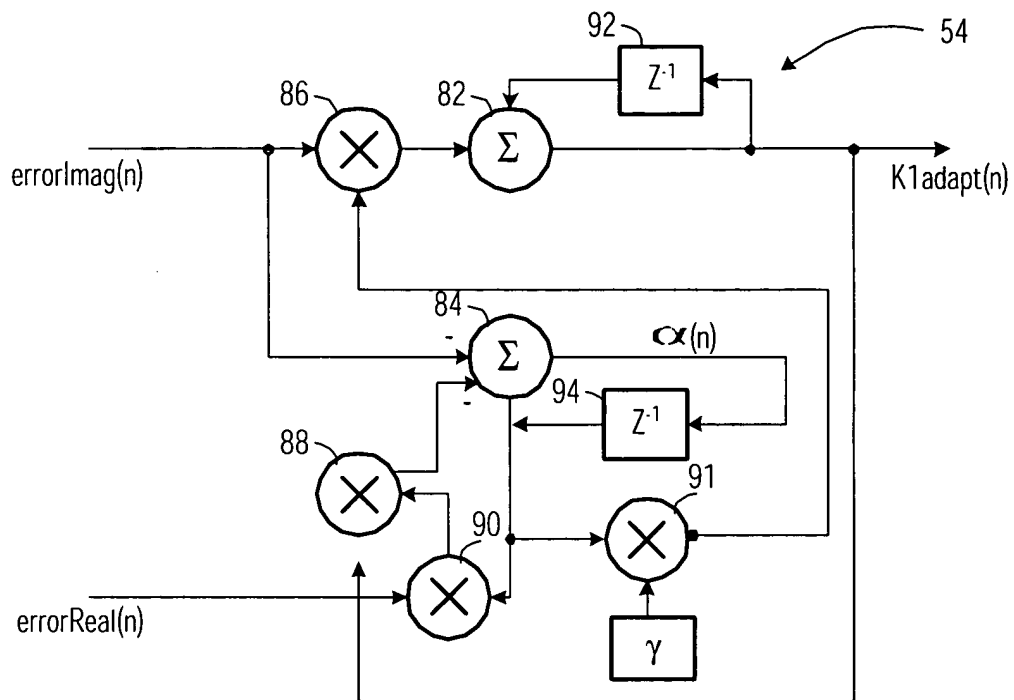 54
92
Z-1
86
82
Σ
errorImag(n)
K1adapt(n)
84
-
Σ
α(n)
94
Z-1
-
88
91
90
errorReal(n)
γ